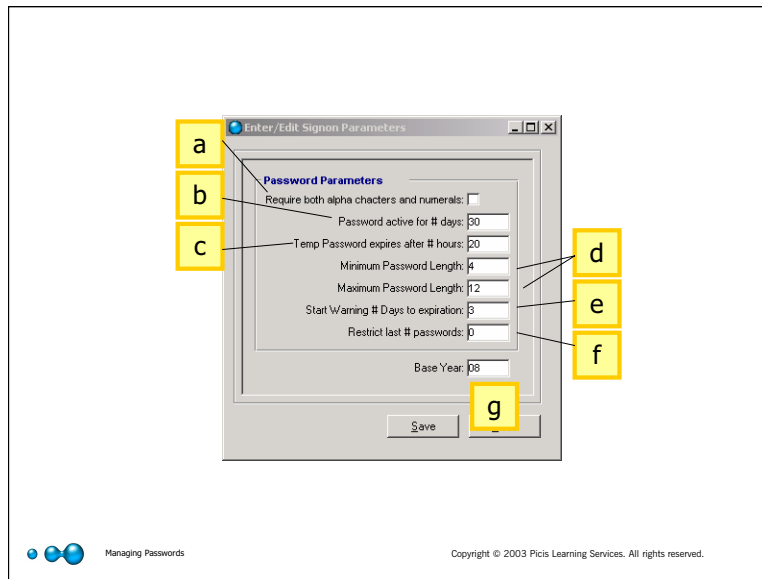 Enter/Edit Signon Parameters
a
Password Parameters
Require both alpha chacters and numerals:
b
Password active for # days: 30
c
Temp Password expires after # hours: 20
Minimum Password Length: 4
d
Maximum Password Length: 12
e
Start Warning # Days to expiration: 3
Restrict last # passwords: 0
f
Base Year: 08
g
Save
Managing Passwords
Copyright © 2003 Picis Learning Services. All rights reserved.